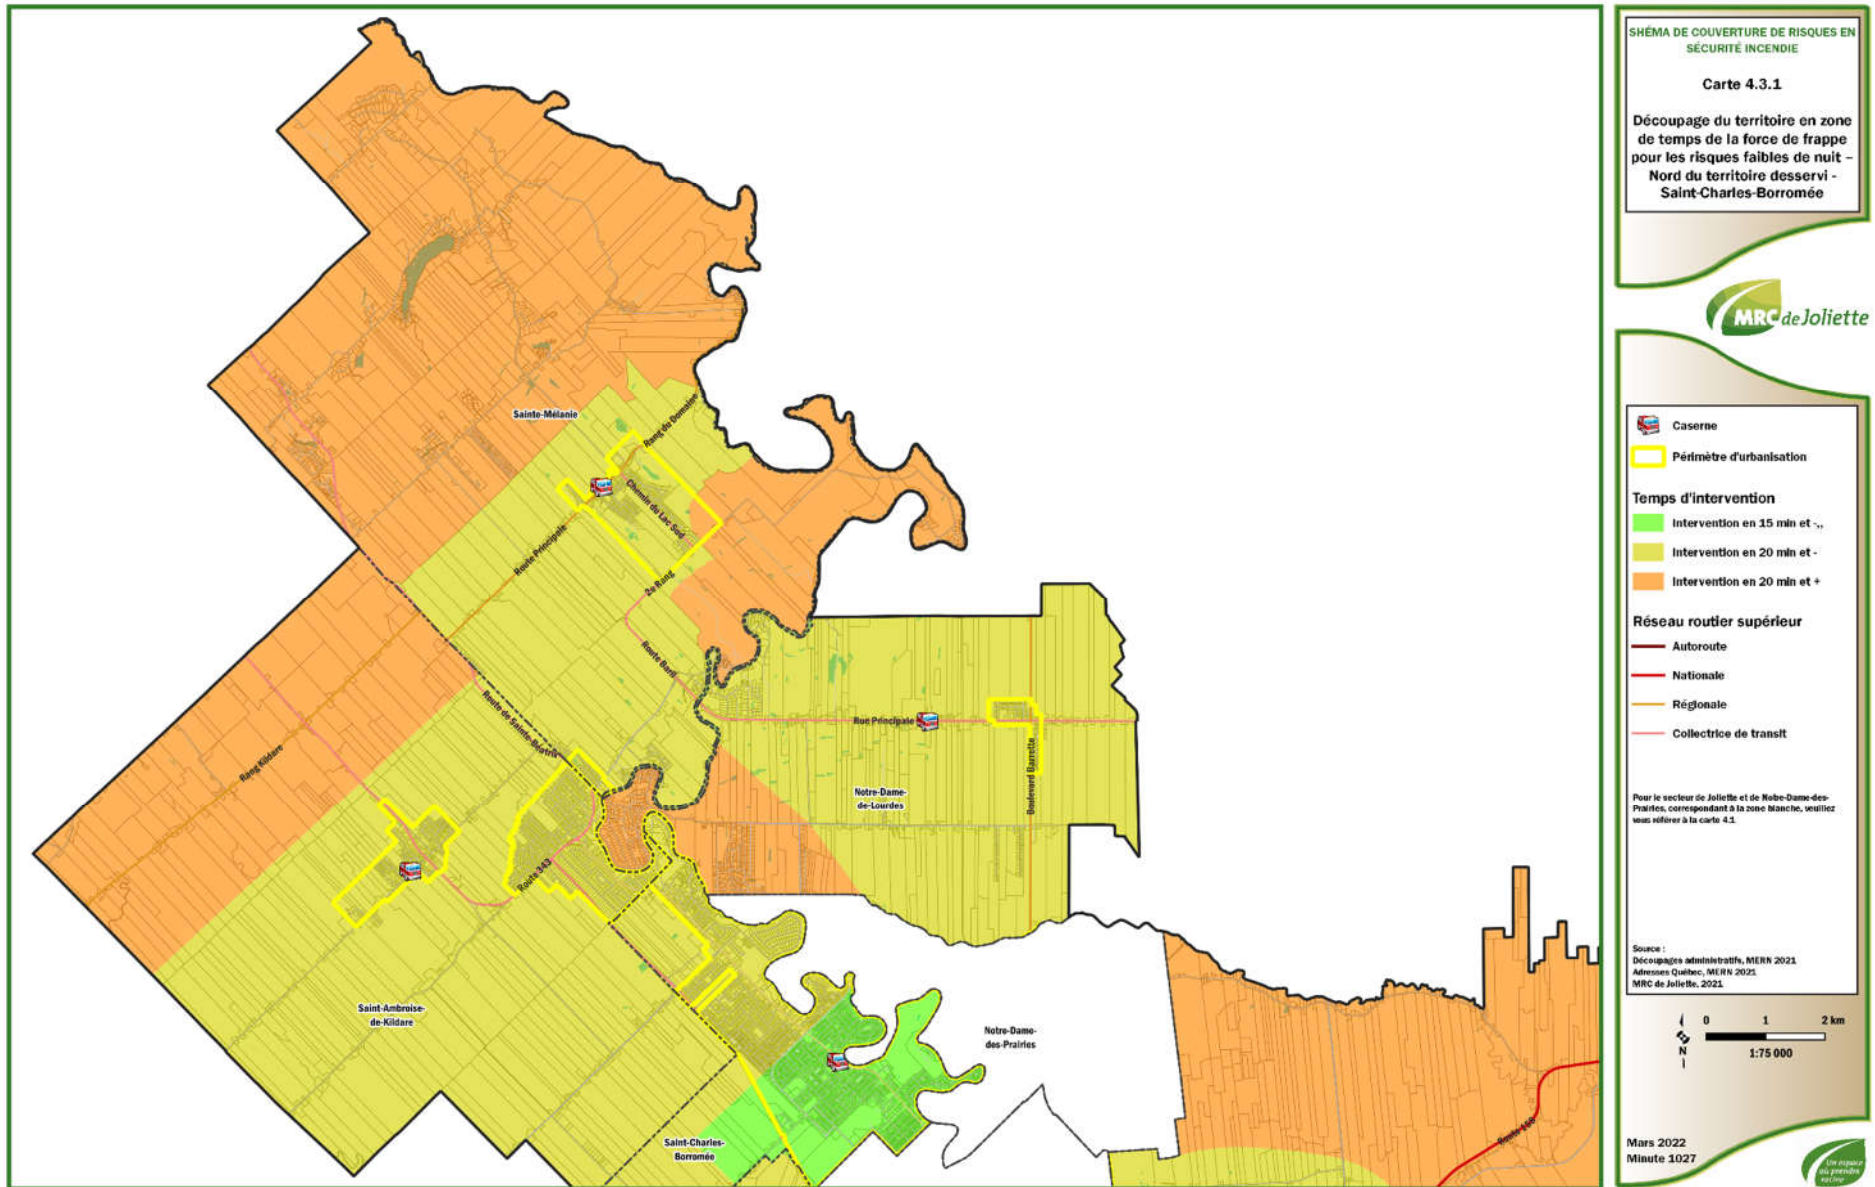 SHÉMA DE COUVERTURE DE RISQUES EN
SÉCURITÉ INCENDIE
Carte 4.3.1
Découpage du territoire en zone
de temps de la force de frappe
pour les risques faibles de nuit –
Nord du territoire desservi -
Saint-Charles-Borromée
MRC de Joliette
Caserne
Périmètre d'urbanisation
Temps d'intervention
Intervention en 15 min et -,,
Intervention en 20 min et -
Intervention en 20 min et +
Réseau routier supérieur
Autoroute
Nationale
Régionale
Collectrice de transit
Pour le secteur de Joliette et de Notre-Dame-des-
Prairies, correspondant à la zone blanche, veuillez
vous référer à la carte 4.1
Source :
Découpages administratifs, MERN 2021
Adresses Québec, MERN 2021
MRC de Joliette, 2021
0 1 2 km
N
1:75 000
Mars 2022
Minute 1027
Un espace
où prendre
racine
Sainte-Mélanie
Rang du Domaine
Chemin du Lac Sud
Route Principale
2e Rang
Route Baril
Route de Sainte-Béatrix
Rang Kildare
Rue Principale
Boulevard Barrette
Notre-Dame-
de-Lourdes
Route 343
Saint-Ambroise-
de-Kildare
Notre-Dame-
des-Prairies
Saint-Charles-
Borromée